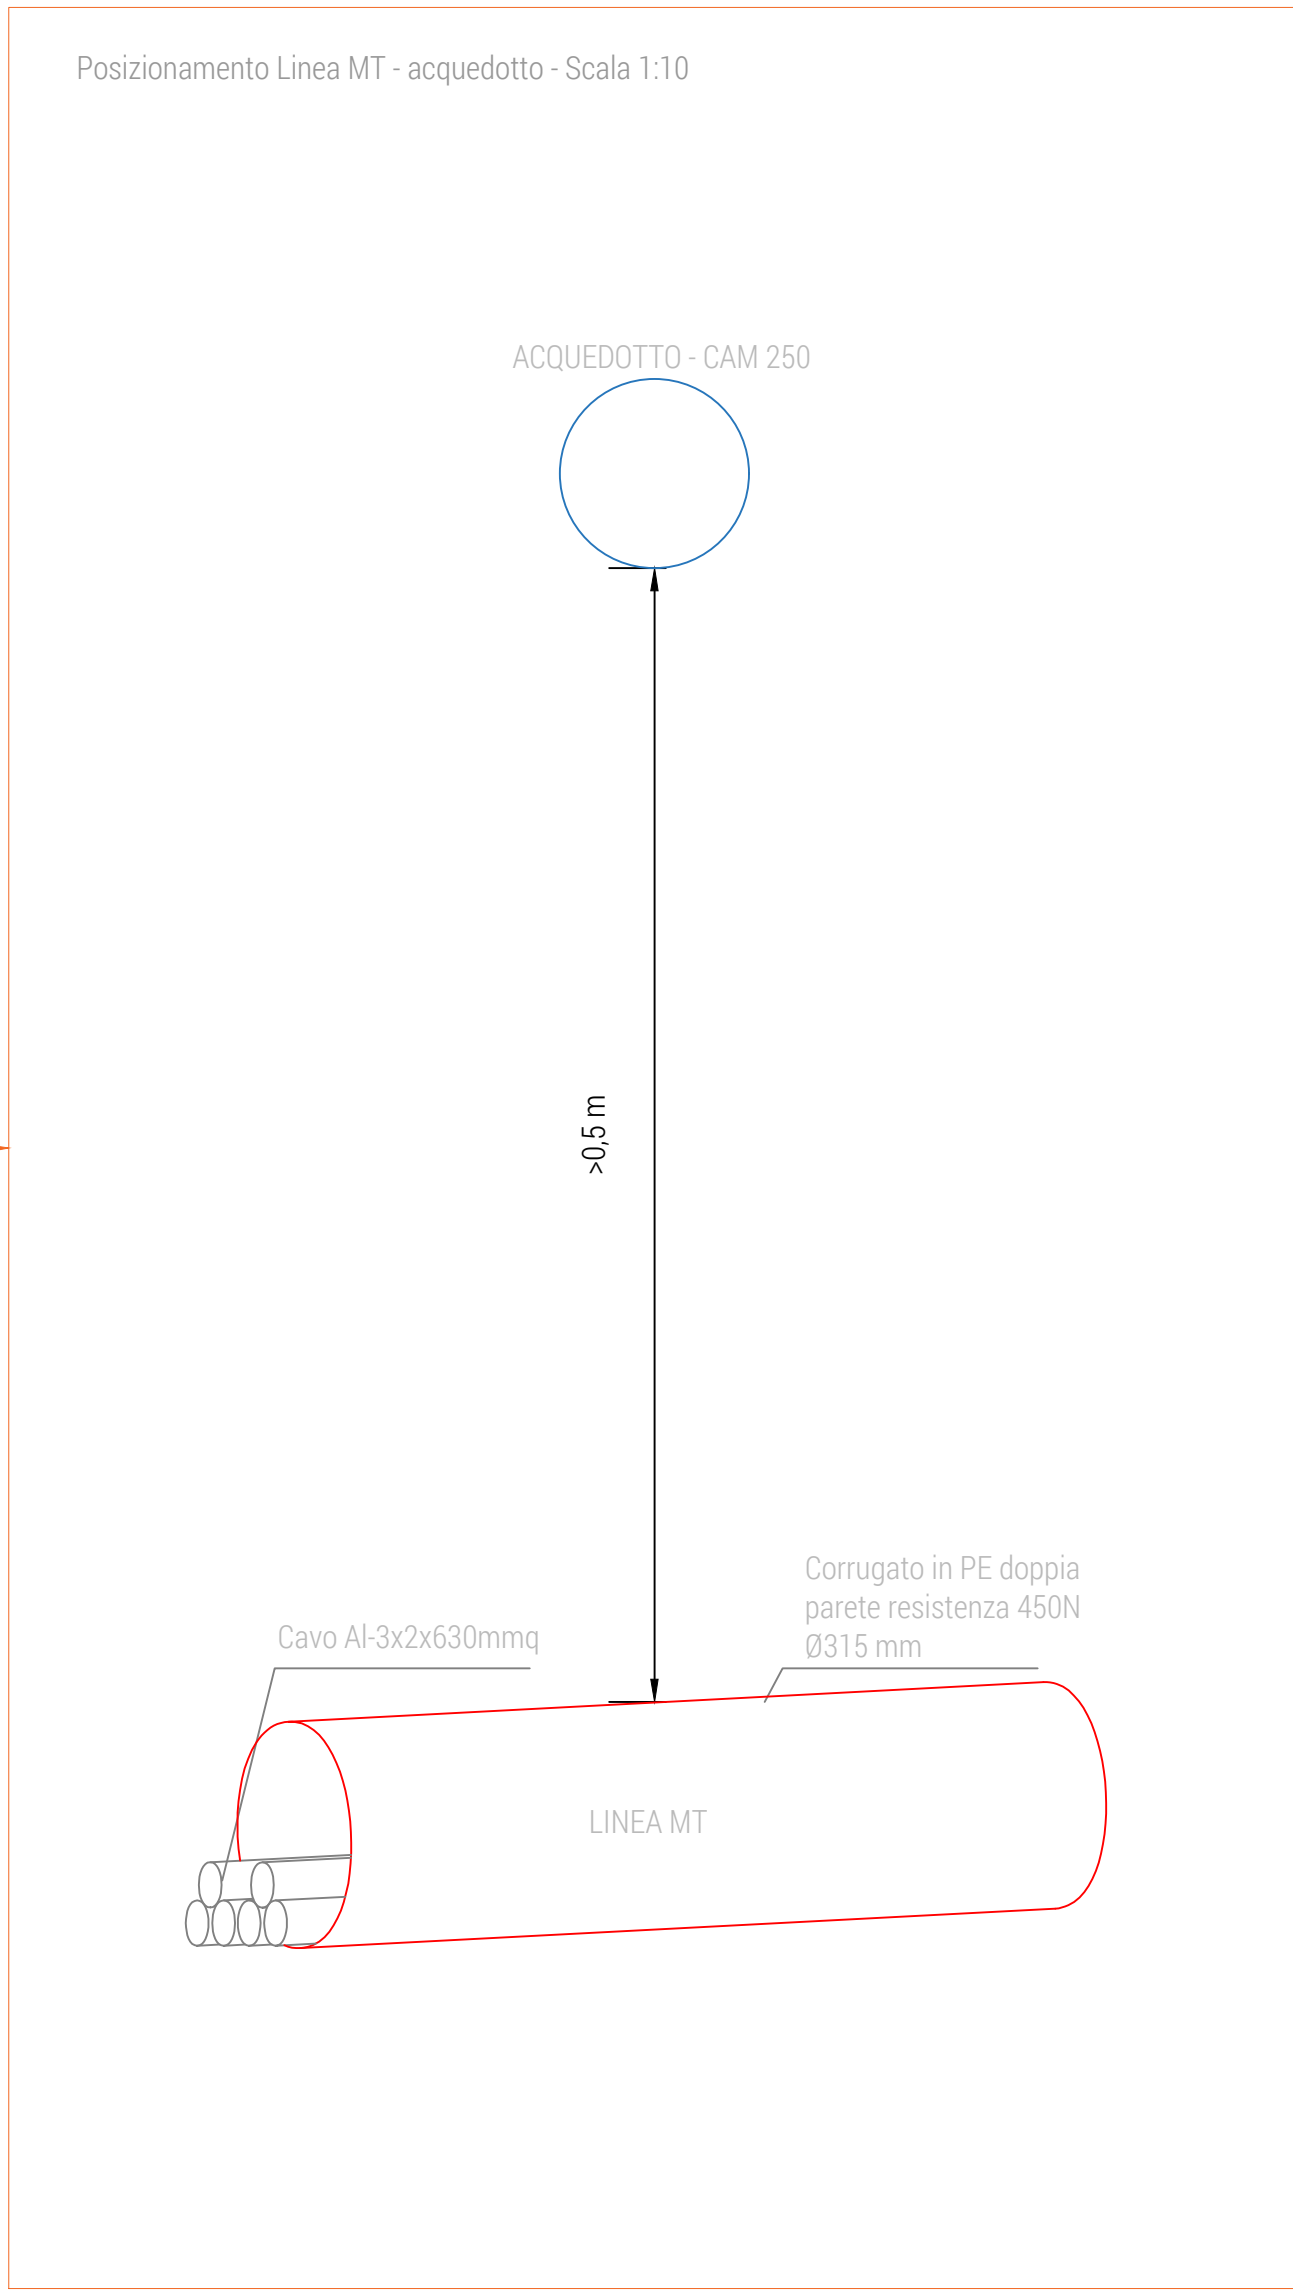 Posizionamento Linea MT - acquedotto - Scala 1:10
ACQUEDOTTO - CAM 250
>0,5 m
Corrugato in PE doppia
parete resistenza 450N
Ø315 mm
Cavo Al-3x2x630mmq
LINEA MT